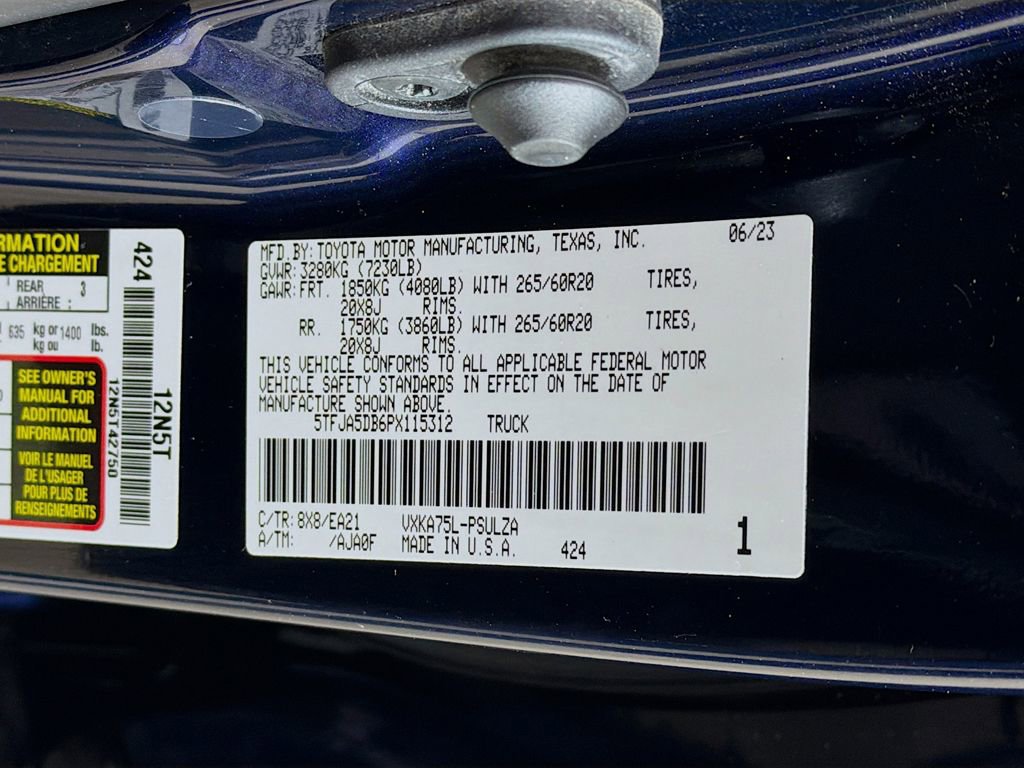 RMATION
E CHARGEMENT
REAR 3
ARRIÈRE :
635 kg or 1400 lbs.
kg ou lb.
SEE OWNER'S
MANUAL FOR
ADDITIONAL
INFORMATION
VOIR LE MANUEL
DE L'USAGER
POUR PLUS DE
RENSEIGNEMENTS
424
12N5T42750
12N5T
MFD.BY:TOYOTA MOTOR MANUFACTURING, TEXAS, INC. 06/23
GVWR:3280KG (7230LB)
GAWR:FRT. 1850KG (4080LB) WITH 265/60R20 TIRES,
20X8J RIMS.
RR. 1750KG (3860LB) WITH 265/60R20 TIRES,
20X8J RIMS.
THIS VEHICLE CONFORMS TO ALL APPLICABLE FEDERAL MOTOR
VEHICLE SAFETY STANDARDS IN EFFECT ON THE DATE OF
MANUFACTURE SHOWN ABOVE.
5TFJA5DB6PX115312 TRUCK
C/TR:8X8/EA21 VXKA75L-PSULZA
A/TM: /AJA0F MADE IN U.S.A. 424 1